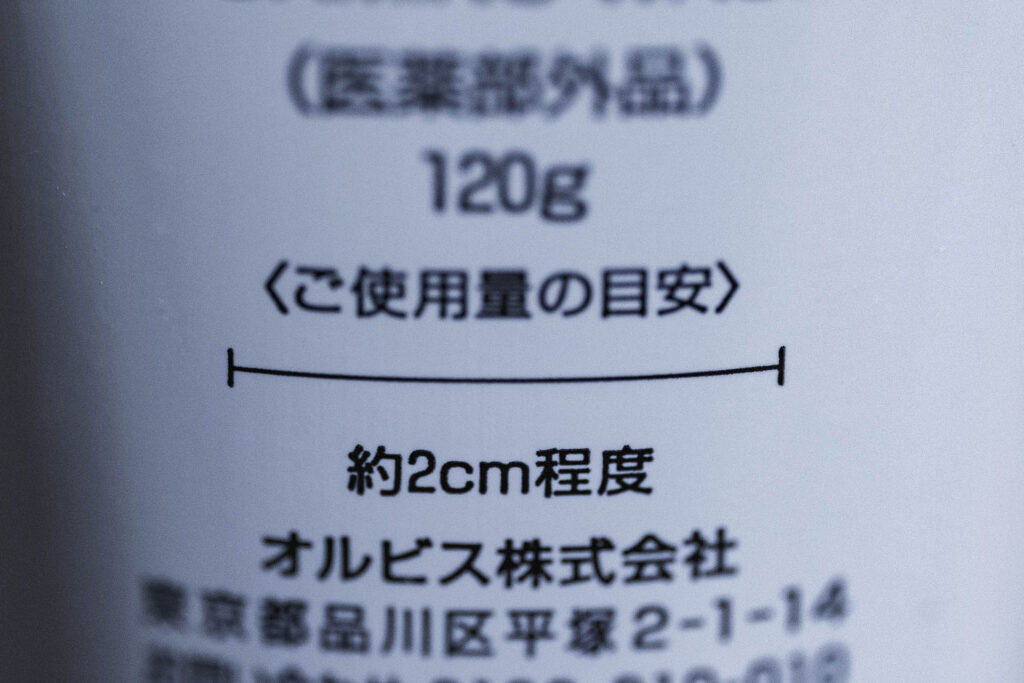 （医薬部外品）
120g
〈ご使用量の目安〉
約2cm程度
オルビス株式会社
東京都品川区平塚2-1-14